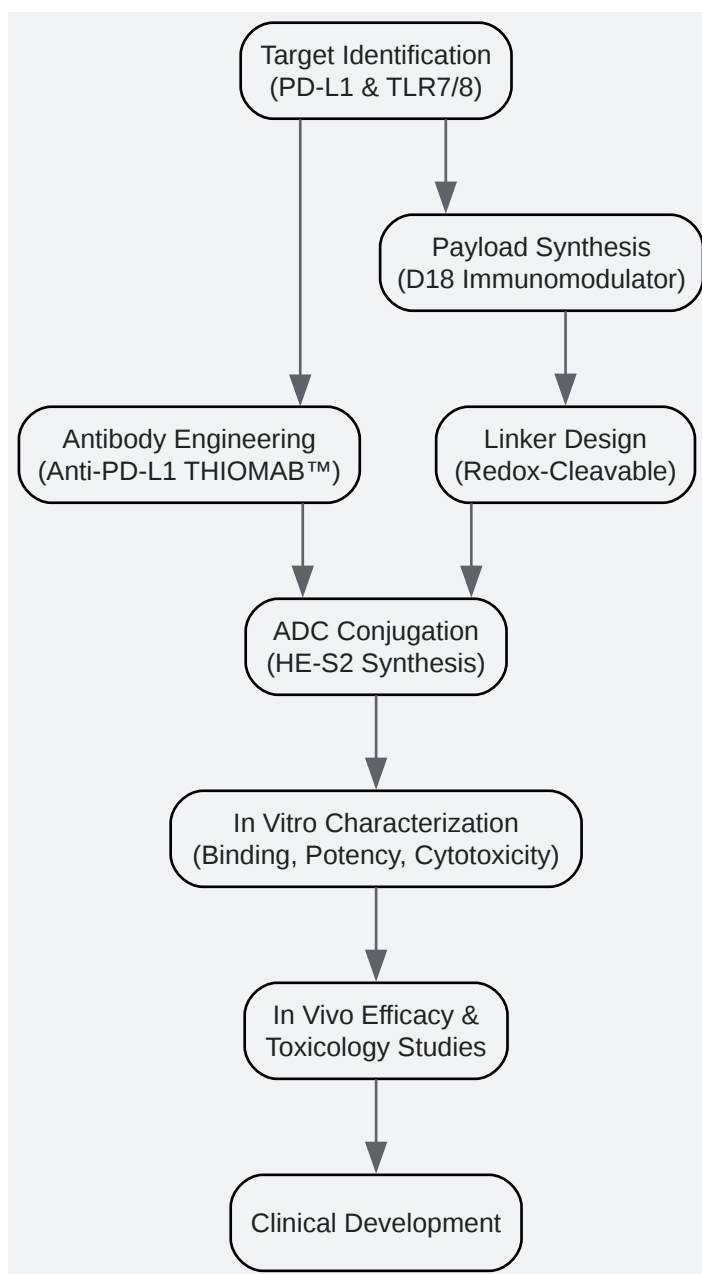 Target Identification
(PD-L1 & TLR7/8)
Payload Synthesis
(D18 Immunomodulator)
Antibody Engineering
(Anti-PD-L1 THIOMAB™)
Linker Design
(Redox-Cleavable)
ADC Conjugation
(HE-S2 Synthesis)
In Vitro Characterization
(Binding, Potency, Cytotoxicity)
In Vivo Efficacy &
Toxicology Studies
Clinical Development